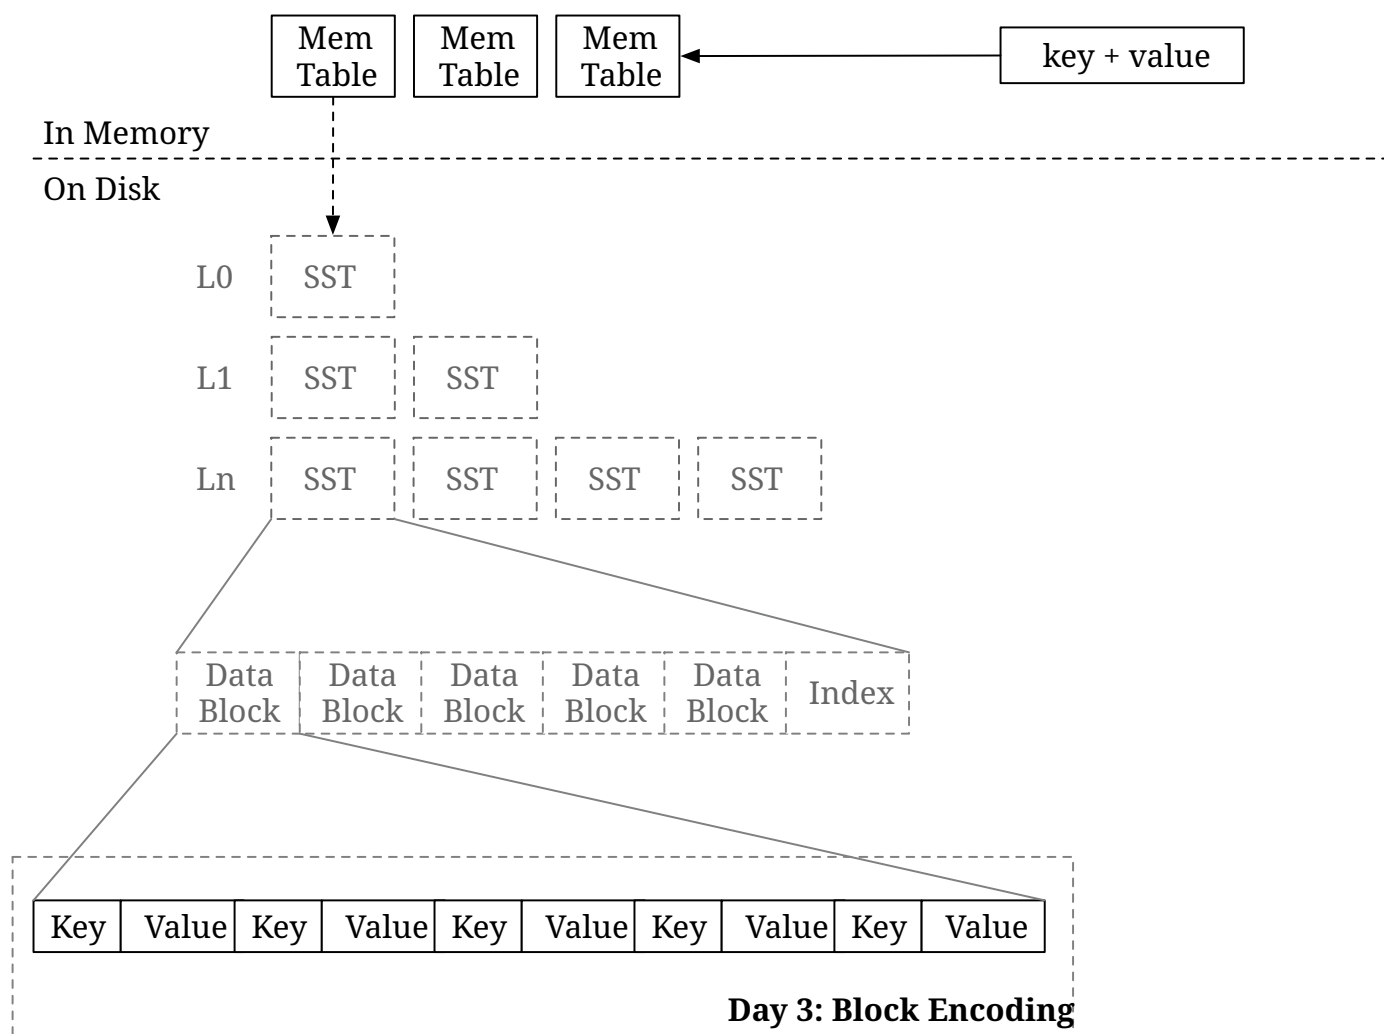 Mem Table
Mem Table
Mem Table
key + value
In Memory
On Disk
L0 SST
L1 SST SST
Ln SST SST SST SST
Data Block
Data Block
Data Block
Data Block
Data Block
Index
Key Value Key Value Key Value Key Value Key Value
Day 3: Block Encoding